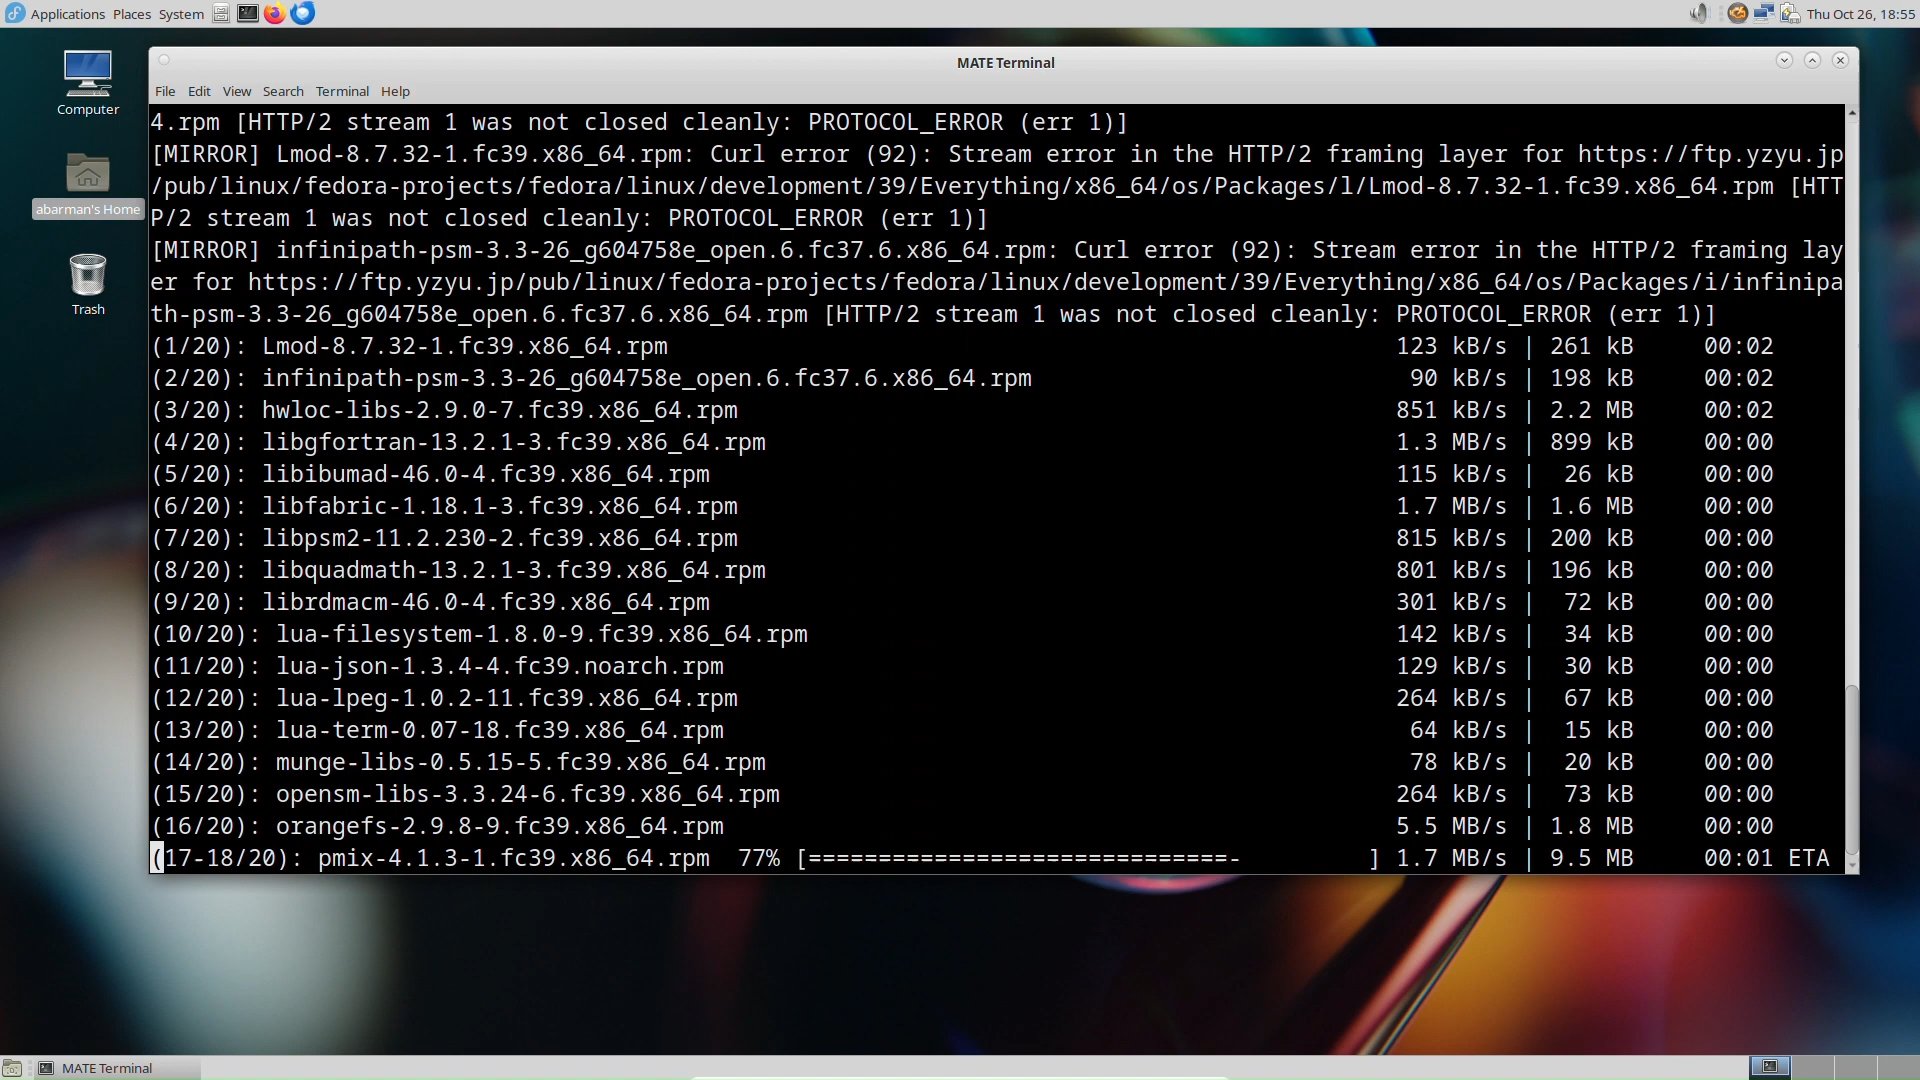 Applications Places System
Thu Oct 26, 18:55
Computer
abarman's Home
Trash
MATE Terminal
File Edit View Search Terminal Help
4.rpm [HTTP/2 stream 1 was not closed cleanly: PROTOCOL_ERROR (err 1)]
[MIRROR] Lmod-8.7.32-1.fc39.x86_64.rpm: Curl error (92): Stream error in the HTTP/2 framing layer for https://ftp.yzyu.jp
/pub/linux/fedora-projects/fedora/linux/development/39/Everything/x86_64/os/Packages/l/Lmod-8.7.32-1.fc39.x86_64.rpm [HTT
P/2 stream 1 was not closed cleanly: PROTOCOL_ERROR (err 1)]
[MIRROR] infinipath-psm-3.3-26_g604758e_open.6.fc37.6.x86_64.rpm: Curl error (92): Stream error in the HTTP/2 framing lay
er for https://ftp.yzyu.jp/pub/linux/fedora-projects/fedora/linux/development/39/Everything/x86_64/os/Packages/i/infinipa
th-psm-3.3-26_g604758e_open.6.fc37.6.x86_64.rpm [HTTP/2 stream 1 was not closed cleanly: PROTOCOL_ERROR (err 1)]
(1/20): Lmod-8.7.32-1.fc39.x86_64.rpm 123 kB/s | 261 kB 00:02
(2/20): infinipath-psm-3.3-26_g604758e_open.6.fc37.6.x86_64.rpm 90 kB/s | 198 kB 00:02
(3/20): hwloc-libs-2.9.0-7.fc39.x86_64.rpm 851 kB/s | 2.2 MB 00:02
(4/20): libgfortran-13.2.1-3.fc39.x86_64.rpm 1.3 MB/s | 899 kB 00:00
(5/20): libibumad-46.0-4.fc39.x86_64.rpm 115 kB/s | 26 kB 00:00
(6/20): libfabric-1.18.1-3.fc39.x86_64.rpm 1.7 MB/s | 1.6 MB 00:00
(7/20): libpsm2-11.2.230-2.fc39.x86_64.rpm 815 kB/s | 200 kB 00:00
(8/20): libquadmath-13.2.1-3.fc39.x86_64.rpm 801 kB/s | 196 kB 00:00
(9/20): librdmacm-46.0-4.fc39.x86_64.rpm 301 kB/s | 72 kB 00:00
(10/20): lua-filesystem-1.8.0-9.fc39.x86_64.rpm 142 kB/s | 34 kB 00:00
(11/20): lua-json-1.3.4-4.fc39.noarch.rpm 129 kB/s | 30 kB 00:00
(12/20): lua-lpeg-1.0.2-11.fc39.x86_64.rpm 264 kB/s | 67 kB 00:00
(13/20): lua-term-0.07-18.fc39.x86_64.rpm 64 kB/s | 15 kB 00:00
(14/20): munge-libs-0.5.15-5.fc39.x86_64.rpm 78 kB/s | 20 kB 00:00
(15/20): opensm-libs-3.3.24-6.fc39.x86_64.rpm 264 kB/s | 73 kB 00:00
(16/20): orangefs-2.9.8-9.fc39.x86_64.rpm 5.5 MB/s | 1.8 MB 00:00
(17-18/20): pmix-4.1.3-1.fc39.x86_64.rpm 77% [==============================- ] 1.7 MB/s | 9.5 MB 00:01 ETA
MATE Terminal